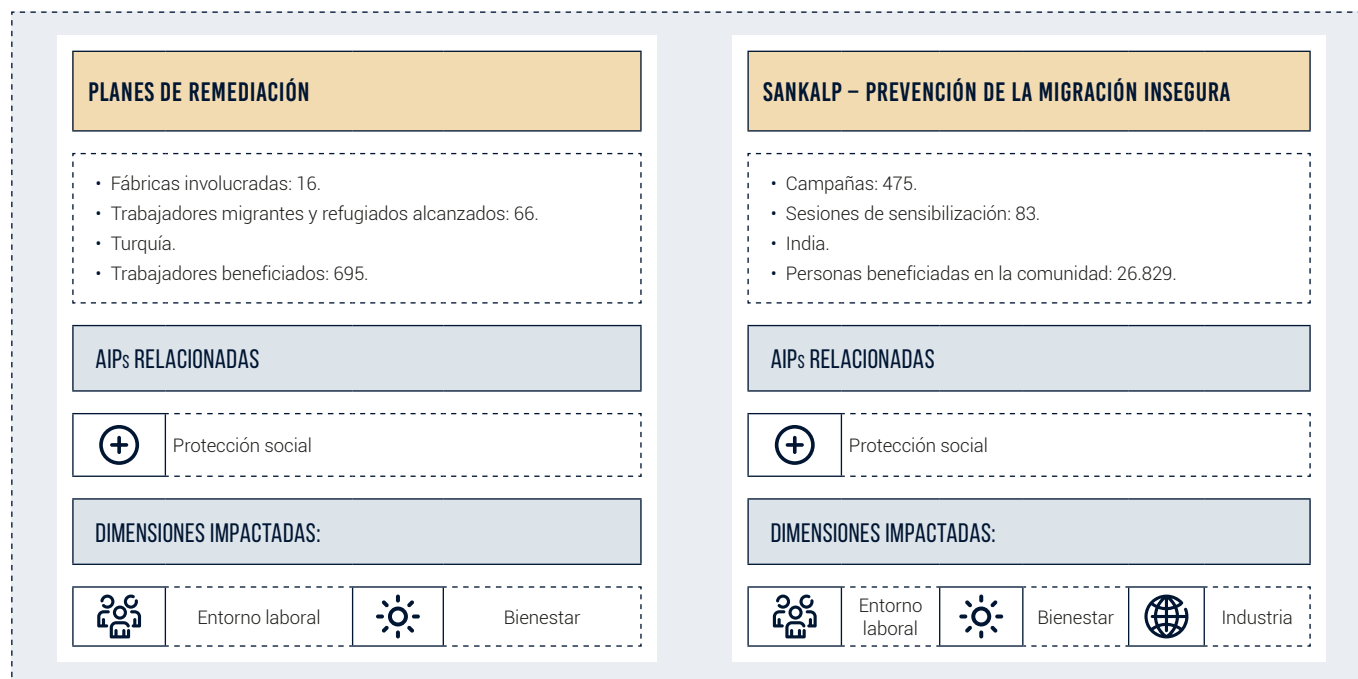 PLANES DE REMEDIACIÓN
• Fábricas involucradas: 16.
• Trabajadores migrantes y refugiados alcanzados: 66.
• Turquía.
• Trabajadores beneficiados: 695.
AIPs RELACIONADAS
Protección social
DIMENSIONES IMPACTADAS:
Entorno laboral
Bienestar
SANKALP – PREVENCIÓN DE LA MIGRACIÓN INSEGURA
• Campañas: 475.
• Sesiones de sensibilización: 83.
• India.
• Personas beneficiadas en la comunidad: 26.829.
AIPs RELACIONADAS
Protección social
DIMENSIONES IMPACTADAS:
Entorno
laboral
Bienestar
Industria